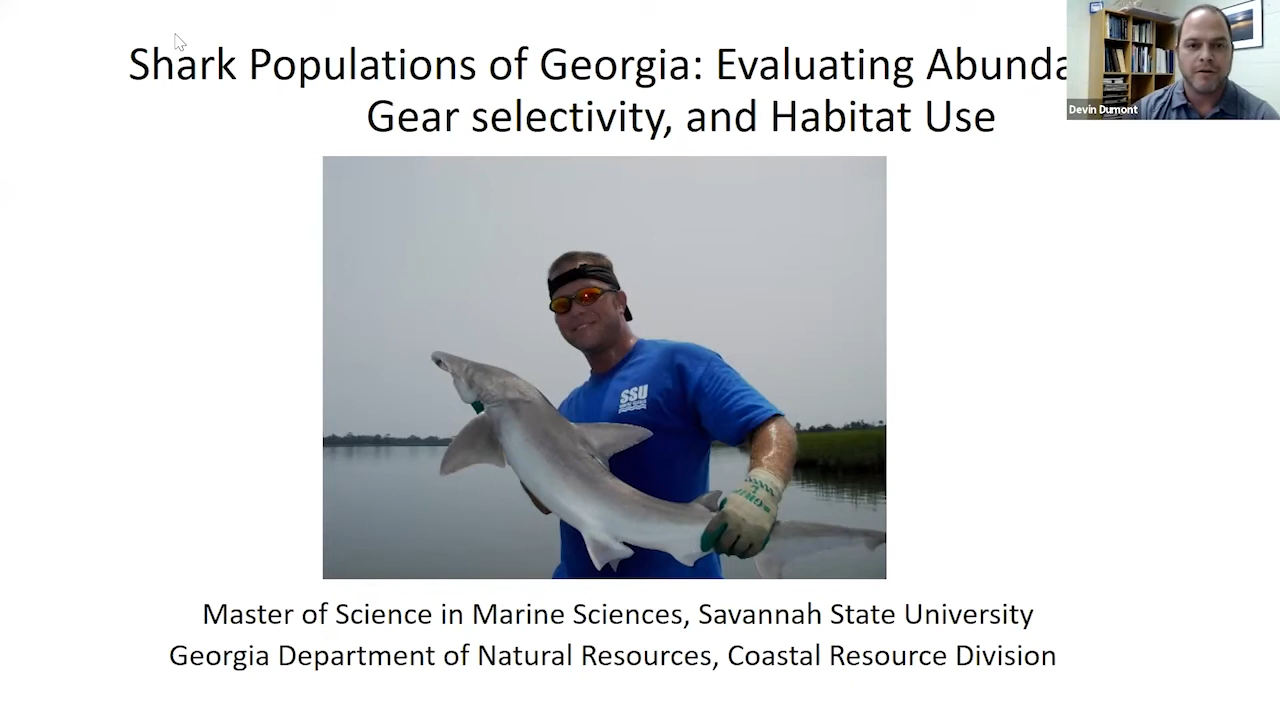 Shark Populations of Georgia: Evaluating Abunda
Gear selectivity, and Habitat Use
Devin Dumont
SSU
Master of Science in Marine Sciences, Savannah State University
Georgia Department of Natural Resources, Coastal Resource Division